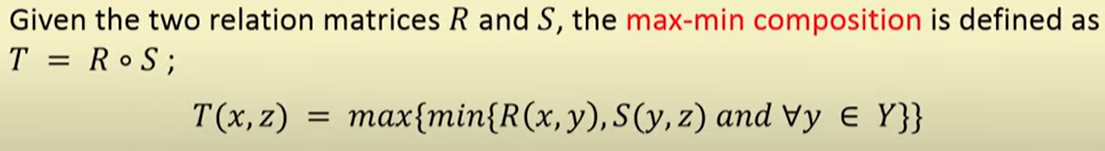 Given the two relation matrices R and S, the max-min composition is defined as
T = R ∘ S ;
T(x, z) = max{min{R(x, y), S(y, z) and ∀y ∈ Y}}